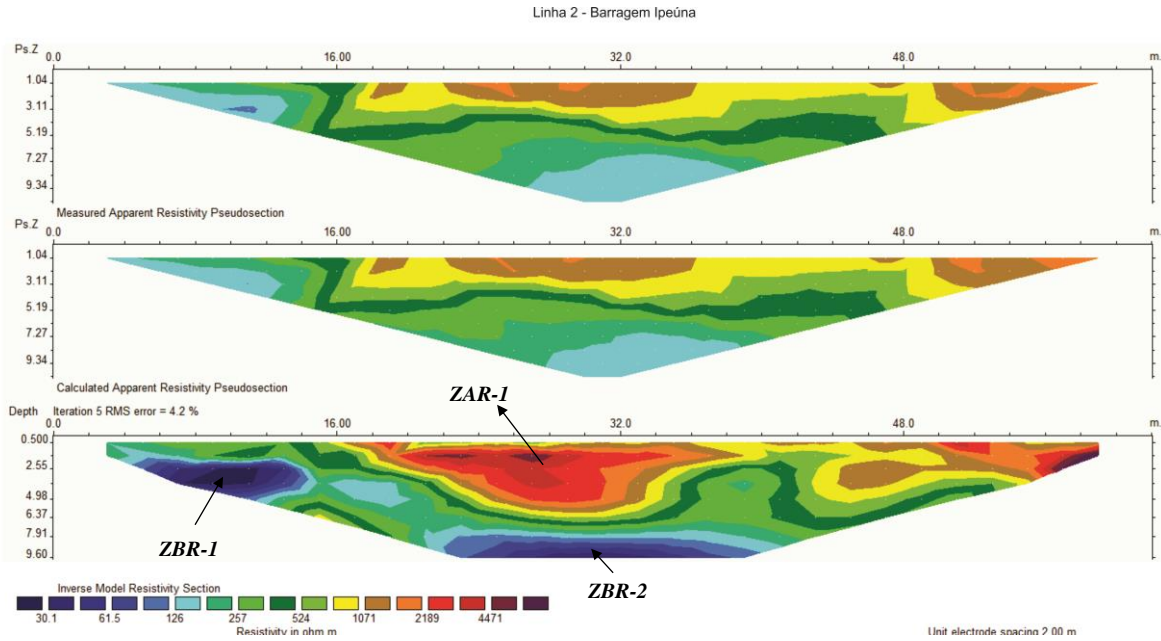 Linha 2 - Barragem Ipeúna
Ps.Z 0.0 16.00 32.0 48.0 m.
1.04
3.11
5.19
7.27
9.34
Measured Apparent Resistivity Pseudosection
Ps.Z 0.0 16.00 32.0 48.0 m.
1.04
3.11
5.19
7.27
9.34
Calculated Apparent Resistivity Pseudosection
ZAR-1
Depth Iteration 5 RMS error = 4.2 %
0.0 16.00 32.0 48.0 m.
0.500
2.55
4.98
6.37
7.91
9.60
ZBR-1
ZBR-2
Inverse Model Resistivity Section
30.1 61.5 126 257 524 1071 2189 4471
Resistivity in ohm.m
Unit electrode spacing 2.00 m.